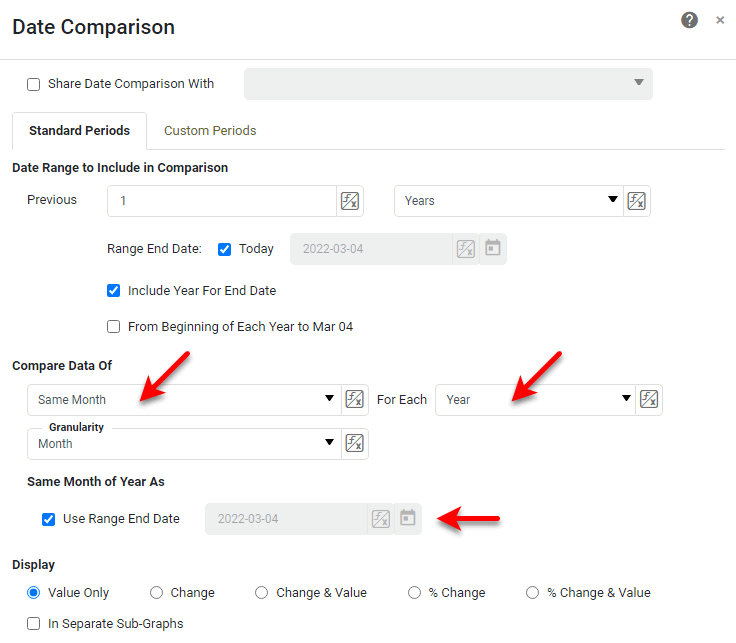 Date Comparison
? ×
Share Date Comparison With
Standard Periods Custom Periods
Date Range to Include in Comparison
Previous 1 Years
Range End Date: Today 2022-03-04
Include Year For End Date
From Beginning of Each Year to Mar 04
Compare Data Of
Same Month For Each Year
Granularity
Month
Same Month of Year As
Use Range End Date 2022-03-04
Display
Value Only Change Change & Value % Change % Change & Value
In Separate Sub-Graphs